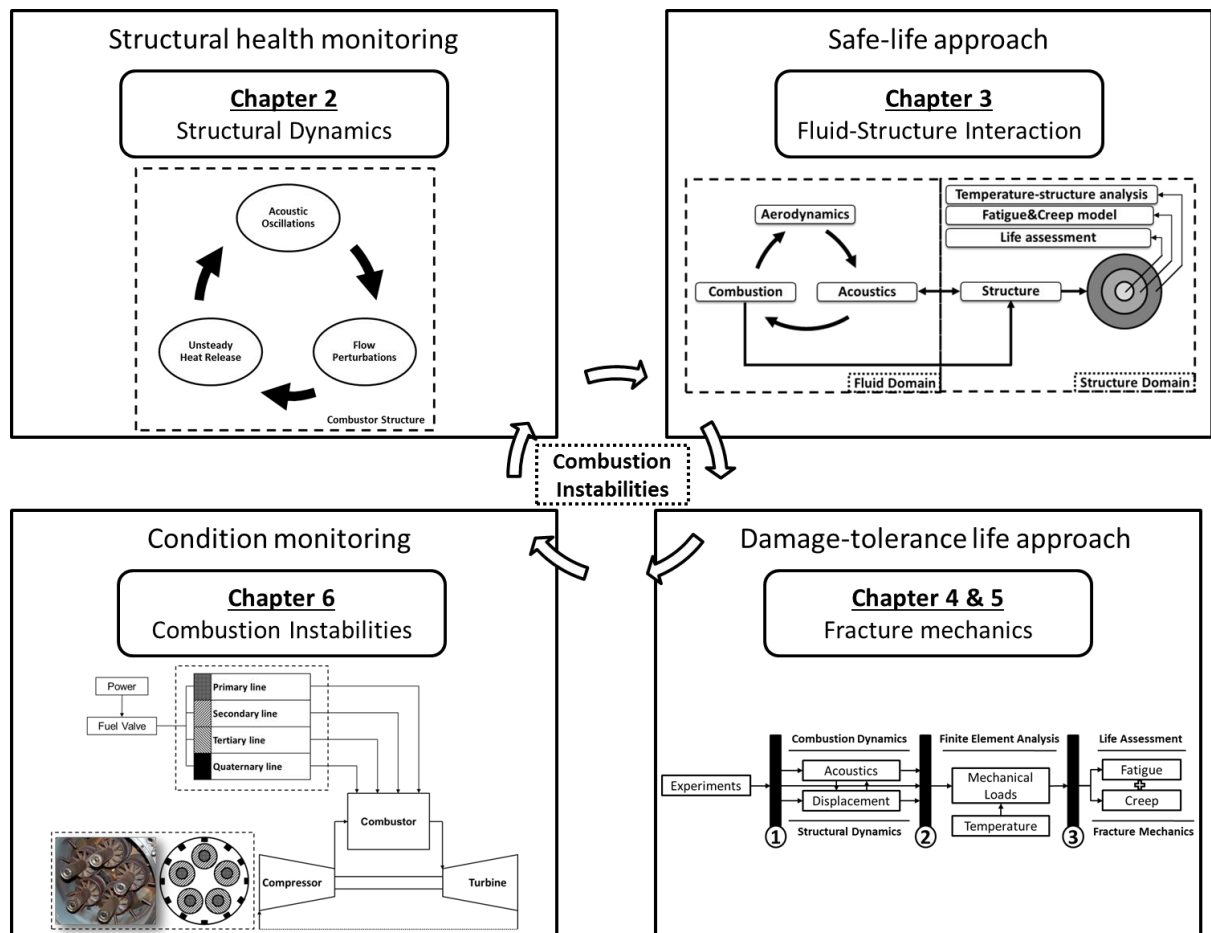 Structural health monitoring
Chapter 2
Structural Dynamics
Acoustic
Oscillations
Unsteady
Heat Release
Flow
Perturbations
Combustor Structure
Safe-life approach
Chapter 3
Fluid-Structure Interaction
Temperature-structure analysis
Fatigue&Creep model
Life assessment
Aerodynamics
Combustion
Acoustics
Structure
Fluid Domain
Structure Domain
Combustion
Instabilities
Condition monitoring
Chapter 6
Combustion Instabilities
Power
Fuel Valve
Primary line
Secondary line
Tertiary line
Quaternary line
Combustor
Compressor
Turbine
Damage-tolerance life approach
Chapter 4 & 5
Fracture mechanics
Combustion Dynamics
Finite Element Analysis
Life Assessment
Experiments
Acoustics
Displacement
Mechanical
Loads
Temperature
Fatigue
Creep
1
Structural Dynamics
2
3
Fracture Mechanics